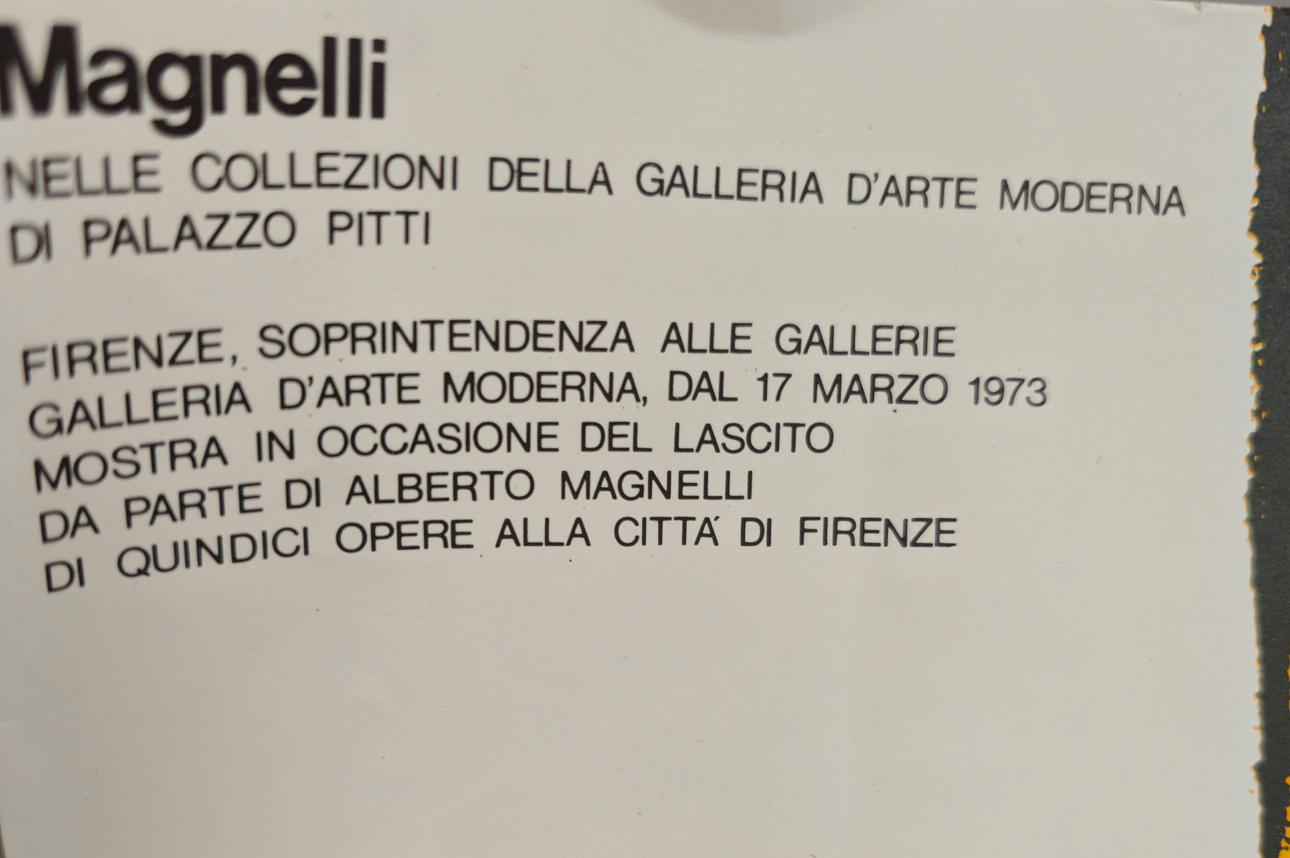 Magnelli
NELLE COLLEZIONI DELLA GALLERIA D'ARTE MODERNA
DI PALAZZO PITTI
FIRENZE, SOPRINTENDENZA ALLE GALLERIE
GALLERIA D'ARTE MODERNA, DAL 17 MARZO 1973
MOSTRA IN OCCASIONE DEL LASCITO
DA PARTE DI ALBERTO MAGNELLI
DI QUINDICI OPERE ALLA CITTÁ DI FIRENZE